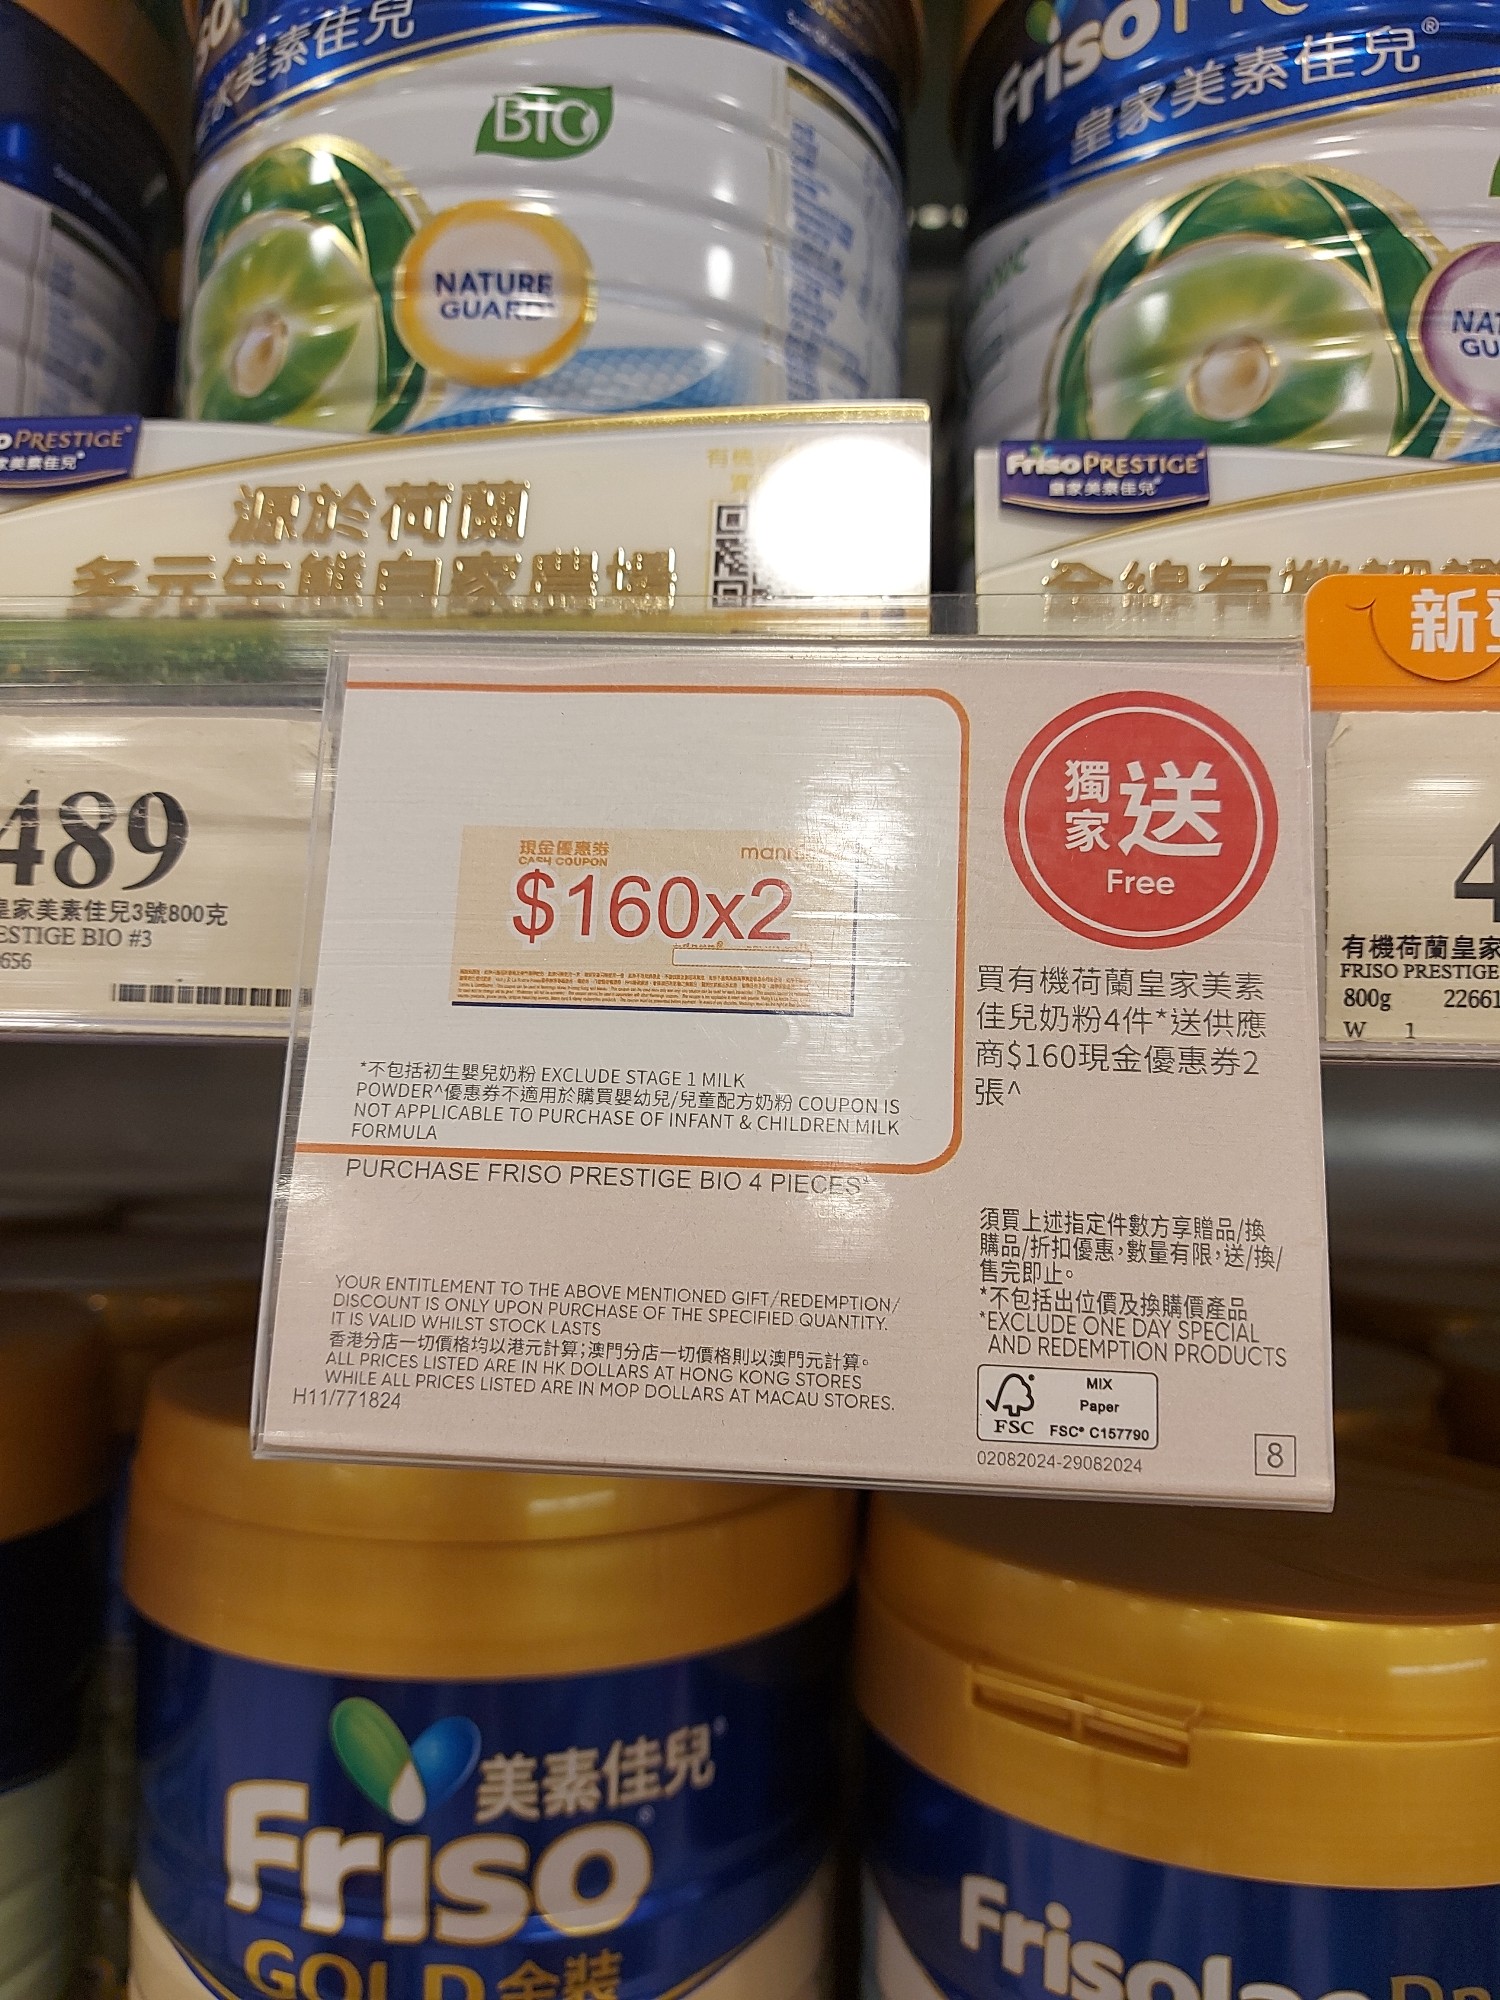 皇家美素佳兒®
BIO
NATURE
GUARD
NAT
GU
PRESTIGE
Friso PRESTIGE
皇家美素佳兒
源於荷蘭
多元生態皇家農場
489
皇家美素佳兒3號800克
ESTIGE BIO #3
656
現金優惠券
CASH COUPON
$160x2
獨家送
Free
買有機荷蘭皇家美素
佳兒奶粉4件*送供應
商$160現金優惠券2
張^
*不包括初生嬰兒奶粉 EXCLUDE STAGE 1 MILK
POWDER^優惠券不適用於購買嬰幼兒/兒童配方奶粉 COUPON IS
NOT APPLICABLE TO PURCHASE OF INFANT & CHILDREN MILK
FORMULA
PURCHASE FRISO PRESTIGE BIO 4 PIECES*
YOUR ENTITLEMENT TO THE ABOVE MENTIONED GIFT/REDEMPTION/
DISCOUNT IS ONLY UPON PURCHASE OF THE SPECIFIED QUANTITY.
IT IS VALID WHILST STOCK LASTS
香港分店一切價格均以港元計算;澳門分店一切價格則以澳門元計算。
ALL PRICES LISTED ARE IN HK DOLLARS AT HONG KONG STORES
WHILE ALL PRICES LISTED ARE IN MOP DOLLARS AT MACAU STORES.
H11/771824
須買上述指定件數方享贈品/換
購品/折扣優惠,數量有限,送/換/
售完即止。
*不包括出位價及換購價產品
*EXCLUDE ONE DAY SPECIAL
AND REDEMPTION PRODUCTS
FSC
MIX
Paper
FSC® C157790
02082024-29082024
8
新
4
有機荷蘭皇家
FRISO PRESTIGE
800g 22661
W 1
美素佳兒
Friso
GOLD 金裝
Frisolac